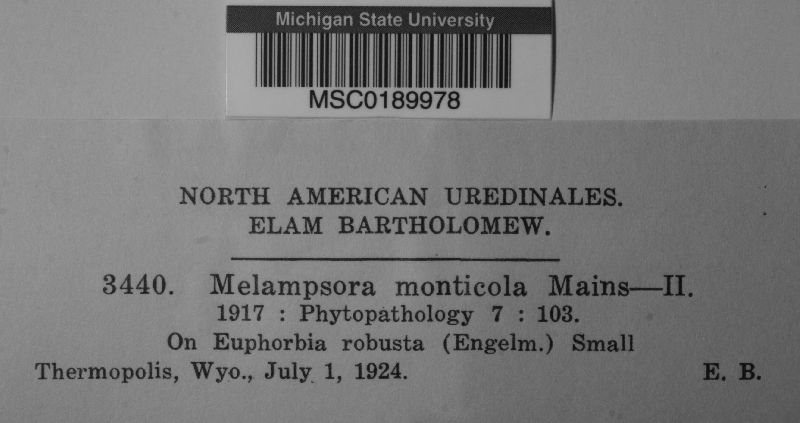 Michigan State University
MSC0189978
NORTH AMERICAN UREDINALES.
ELAM BARTHOLOMEW.
3440. Melampsora monticola Mains—II.
1917 : Phytopathology 7 : 103.
On Euphorbia robusta (Engelm.) Small
Thermopolis, Wyo., July 1, 1924. E. B.